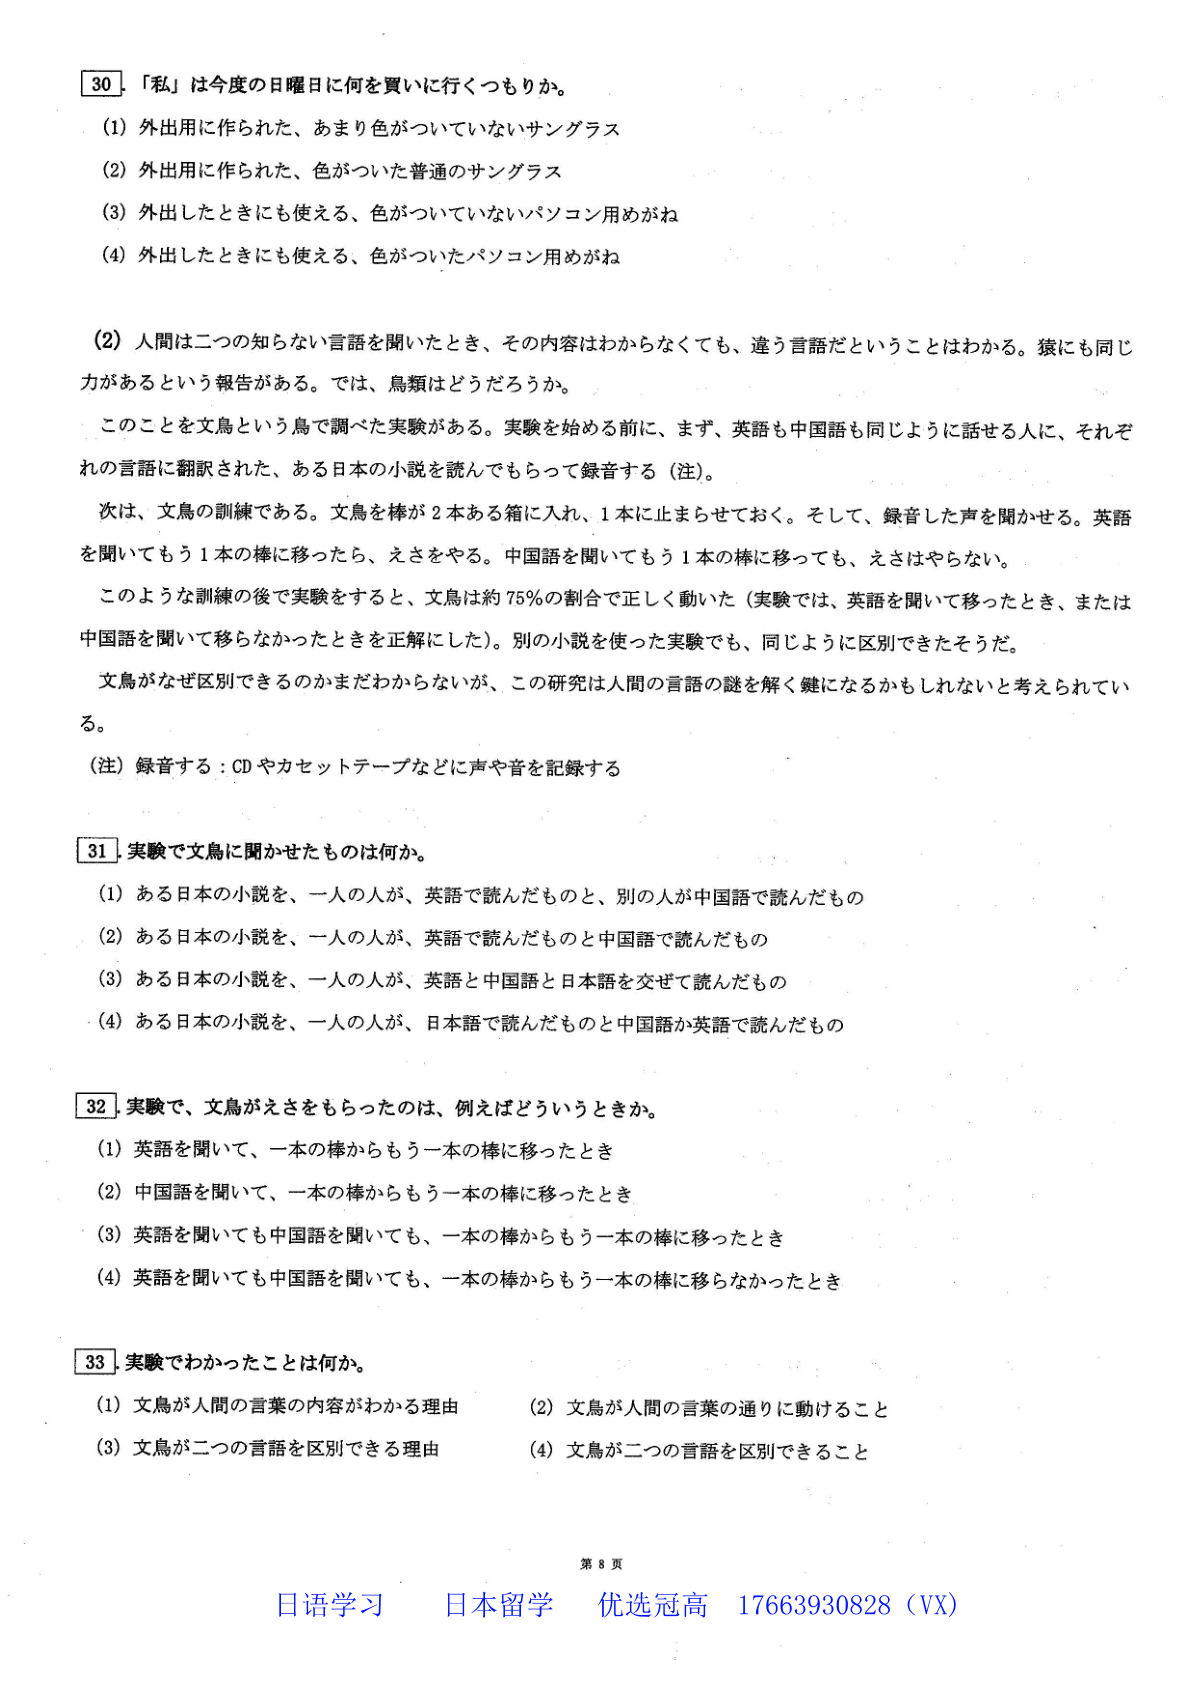 30.「私」は今度の日曜日に何を買いに行くつもりか。
(1) 外出用に作られた、あまり色がついていないサングラス
(2) 外出用に作られた、色がついた普通のサングラス
(3) 外出したときにも使える、色がついていないパソコン用めがね
(4) 外出したときにも使える、色がついたパソコン用めがね
(2) 人間は二つの知らない言語を聞いたとき、その内容はわからなくても、違う言語だということはわかる。猿にも同じ
力があるという報告がある。では、鳥類はどうだろうか。
このことを文鳥という鳥で調べた実験がある。実験を始める前に、まず、英語も中国語も同じように話せる人に、それぞ
れの言語に翻訳された、ある日本の小説を読んでもらって録音する（注）。
次は、文鳥の訓練である。文鳥を棒が2本ある箱に入れ、1本に止まらせておく。そして、録音した声を聞かせる。英語
を聞いてもう1本の棒に移ったら、えさをやる。中国語を聞いてもう1本の棒に移っても、えさはやらない。
このような訓練の後で実験をすると、文鳥は約75%の割合で正しく動いた（実験では、英語を聞いて移ったとき、または
中国語を聞いて移らなかったときを正解にした）。別の小説を使った実験でも、同じように区別できたそうだ。
文鳥がなぜ区別できるのかまだわからないが、この研究は人間の言語の謎を解く鍵になるかもしれないと考えられてい
る。
（注）録音する：CDやカセットテープなどに声や音を記録する
31.実験で文鳥に聞かせたものは何か。
(1) ある日本の小説を、一人の人が、英語で読んだものと、別の人が中国語で読んだもの
(2) ある日本の小説を、一人の人が、英語で読んだものと中国語で読んだもの
(3) ある日本の小説を、一人の人が、英語と中国語と日本語を交ぜて読んだもの
(4) ある日本の小説を、一人の人が、日本語で読んだものと中国語か英語で読んだもの
32.実験で、文鳥がえさをもらったのは、例えばどういうときか。
(1) 英語を聞いて、一本の棒からもう一本の棒に移ったとき
(2) 中国語を聞いて、一本の棒からもう一本の棒に移ったとき
(3) 英語を聞いても中国語を聞いても、一本の棒からもう一本の棒に移ったとき
(4) 英語を聞いても中国語を聞いても、一本の棒からもう一本の棒に移らなかったとき
33.実験でわかったことは何か。
(1) 文鳥が人間の言葉の内容がわかる理由 (2) 文鳥が人間の言葉の通りに動けること
(3) 文鳥が二つの言語を区別できる理由 (4) 文鳥が二つの言語を区別できること
第 8 页
日语学习 日本留学 优选冠高 17663930828（VX）